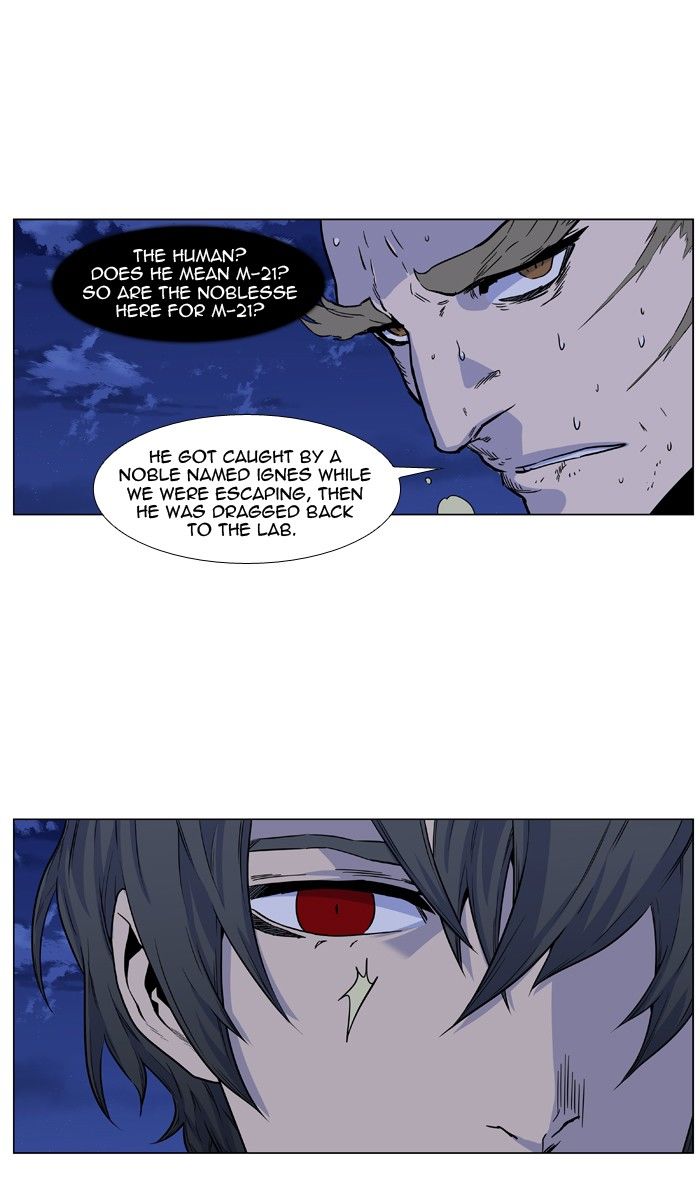 THE HUMAN?
DOES HE MEAN M-21?
SO ARE THE NOBLESSE
HERE FOR M-21?
HE GOT CAUGHT BY A
NOBLE NAMED IGNES WHILE
WE WERE ESCAPING, THEN
HE WAS DRAGGED BACK
TO THE LAB.